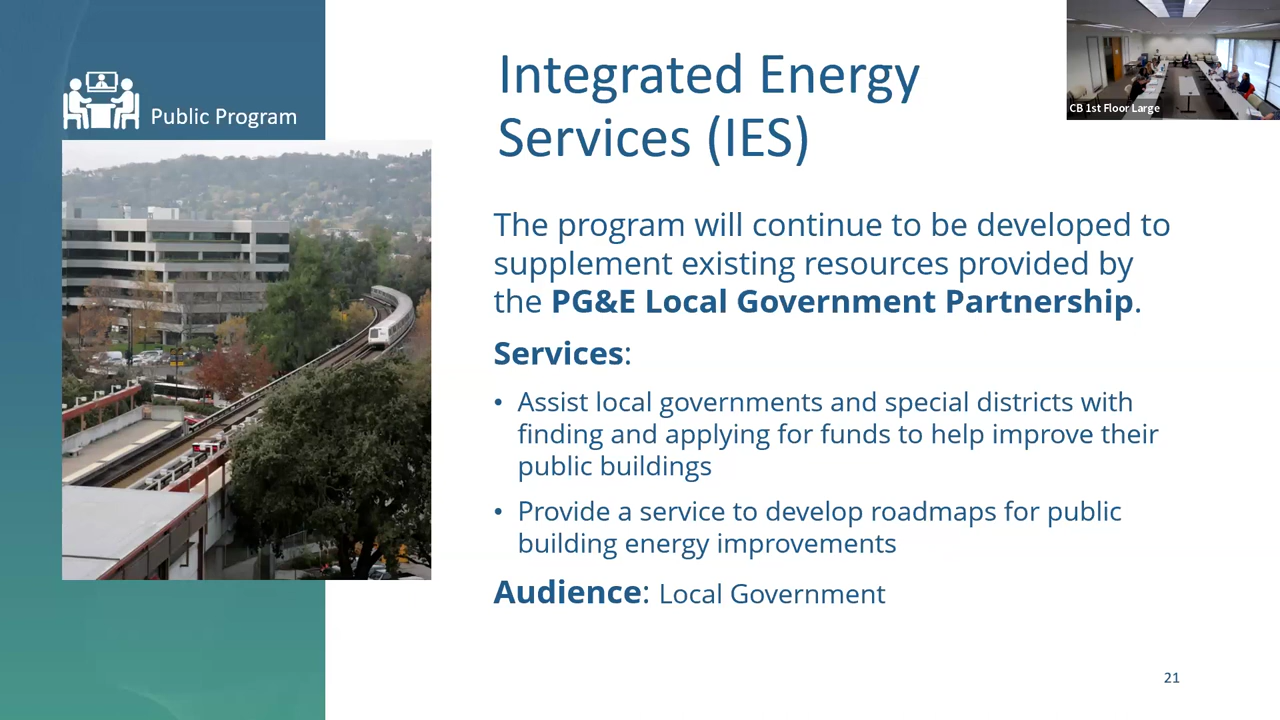 Public Program
Integrated Energy
Services (IES)
CB 1st Floor Large
The program will continue to be developed to
supplement existing resources provided by
the PG&E Local Government Partnership.
Services:
• Assist local governments and special districts with
finding and applying for funds to help improve their
public buildings
• Provide a service to develop roadmaps for public
building energy improvements
Audience: Local Government
21